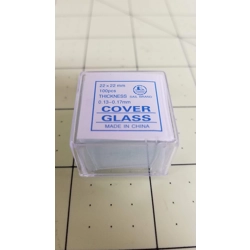 22 × 22 mm
100pcs
THICKNESS
0.13-0.17mm
COVER
GLASS
MADE IN CHINA